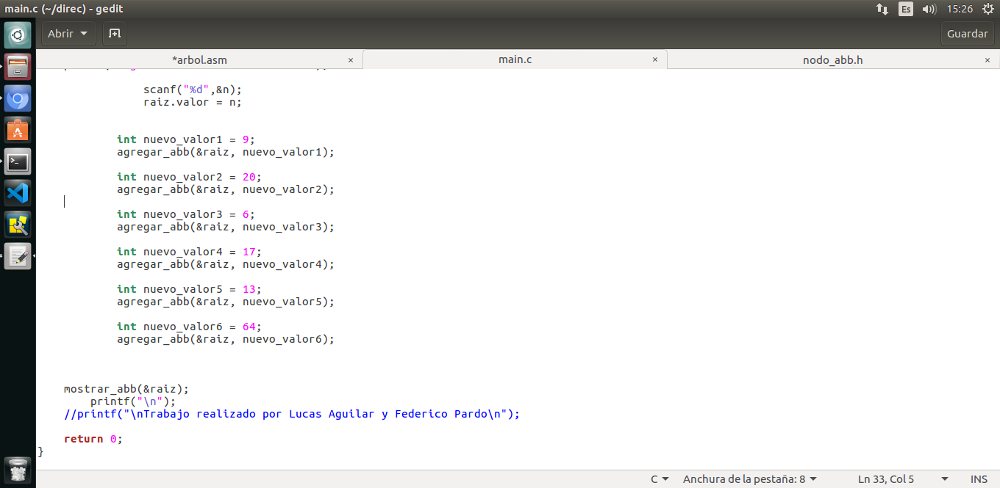 main.c (~/direc) - gedit
Es
15:26
Abrir
Guardar
*arbol.asm ×
main.c ×
nodo_abb.h ×
scanf("%d",&n);
raiz.valor = n;
int nuevo_valor1 = 9;
agregar_abb(&raiz, nuevo_valor1);
int nuevo_valor2 = 20;
agregar_abb(&raiz, nuevo_valor2);
int nuevo_valor3 = 6;
agregar_abb(&raiz, nuevo_valor3);
int nuevo_valor4 = 17;
agregar_abb(&raiz, nuevo_valor4);
int nuevo_valor5 = 13;
agregar_abb(&raiz, nuevo_valor5);
int nuevo_valor6 = 64;
agregar_abb(&raiz, nuevo_valor6);
mostrar_abb(&raiz);
printf("\n");
//printf("\nTrabajo realizado por Lucas Aguilar y Federico Pardo\n");
return 0;
}
C
Anchura de la pestaña: 8
Ln 33, Col 5
INS